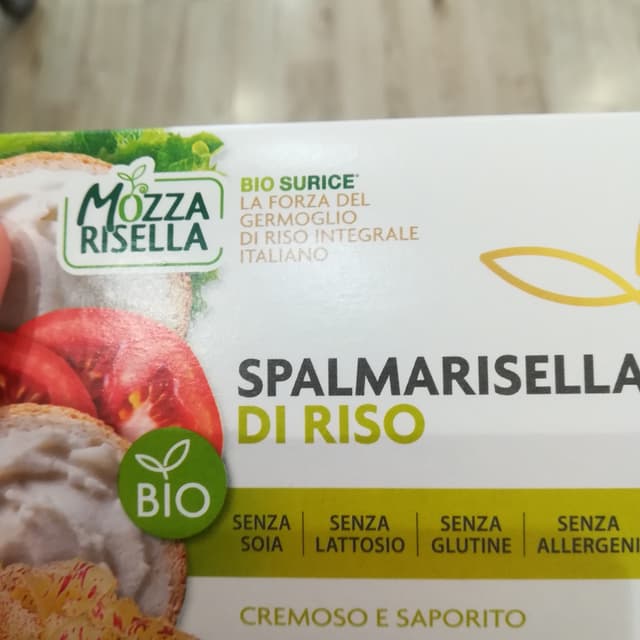 MOZZA
RISELLA
BIO SURICE®
LA FORZA DEL
GERMOGLIO
DI RISO INTEGRALE
ITALIANO
SPALMARISELLA
DI RISO
BIO
SENZA
SOIA
SENZA
LATTOSIO
SENZA
GLUTINE
SENZA
ALLERGENI
CREMOSO E SAPORITO